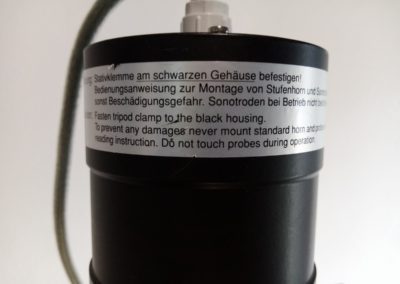 Stativklemme am schwarzen Gehäuse befestigen!
Bedienungsanweisung zur Montage von Stufenhorn und
sonst Beschädigungsgefahr. Sonotroden bei Betrieb nicht
Fasten tripod clamp to the black housing.
To prevent any damages never mount standard horn and
reading instruction. Do not touch probes during operation